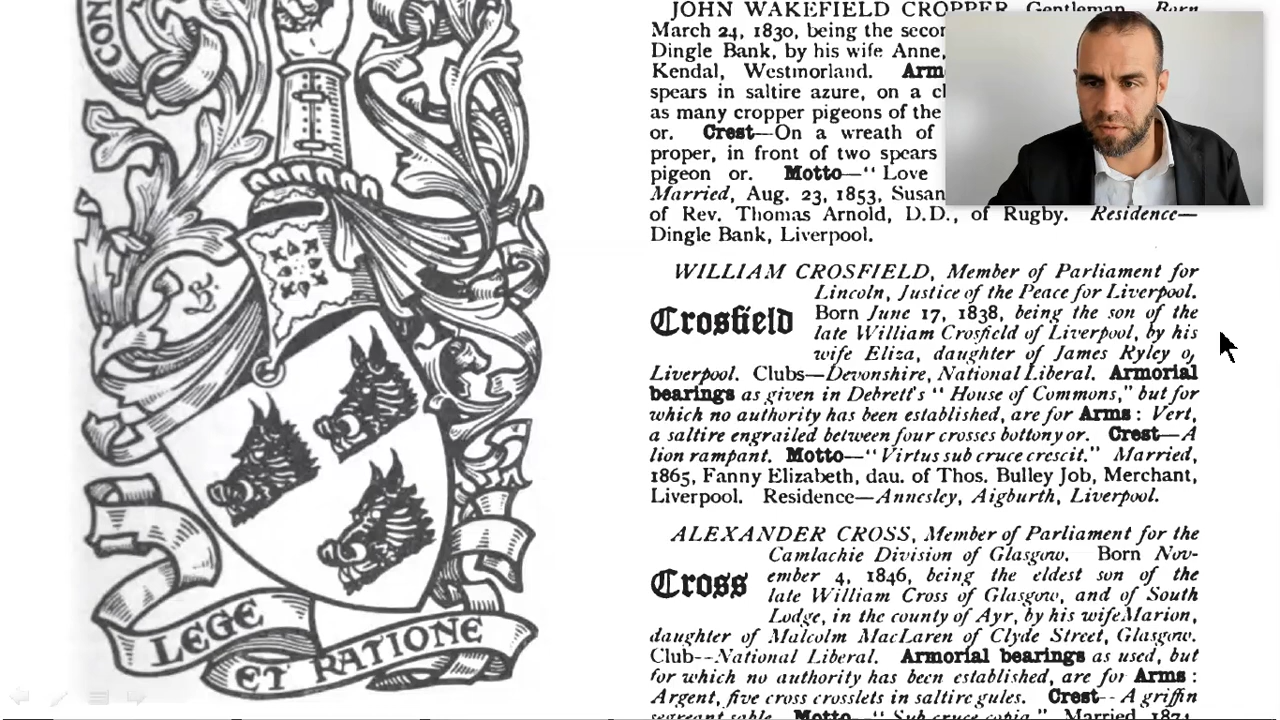 CON
LEGE
ET RATIONE
JOHN WAKEFIELD CROPPER, Gentleman. Born
March 24, 1830, being the secon
Dingle Bank, by his wife Anne,
Kendal, Westmorland. Arm
spears in saltire azure, on a c
as many cropper pigeons of the
or. Crest—On a wreath of
proper, in front of two spears
pigeon or. Motto—“ Love
Married, Aug. 23, 1853, Susan
of Rev. Thomas Arnold, D.D., of Rugby. Residence—
Dingle Bank, Liverpool.
WILLIAM CROSFIELD, Member of Parliament for
Lincoln, Justice of the Peace for Liverpool.
Crosfield Born June 17, 1838, being the son of the
late William Crosfield of Liverpool, by his
wife Eliza, daughter of James Ryley o
Liverpool. Clubs—Devonshire, National Liberal. Armorial
bearings as given in Debrett's “ House of Commons,” but for
which no authority has been established, are for Arms : Vert,
a saltire engrailed between four crosses bottony or. Crest—A
lion rampant. Motto—“ Virtus sub cruce crescit.” Married,
1865, Fanny Elizabeth, dau. of Thos. Bulley Job, Merchant,
Liverpool. Residence—Annesley, Aigburth, Liverpool.
ALEXANDER CROSS, Member of Parliament for the
Camlachie Division of Glasgow. Born Nov-
Cross ember 4, 1846, being the eldest son of the
late William Cross of Glasgow, and of South
Lodge, in the county of Ayr, by his wife Marion,
daughter of Malcolm MacLaren of Clyde Street, Glasgow.
Club--National Liberal. Armorial bearings as used, but
for which no authority has been established, are for Arms :
Argent, five cross crosslets in saltire gules. Crest-- A griffin
segreant sable. Motto—“ Sub cruce copia.” Married 1871,